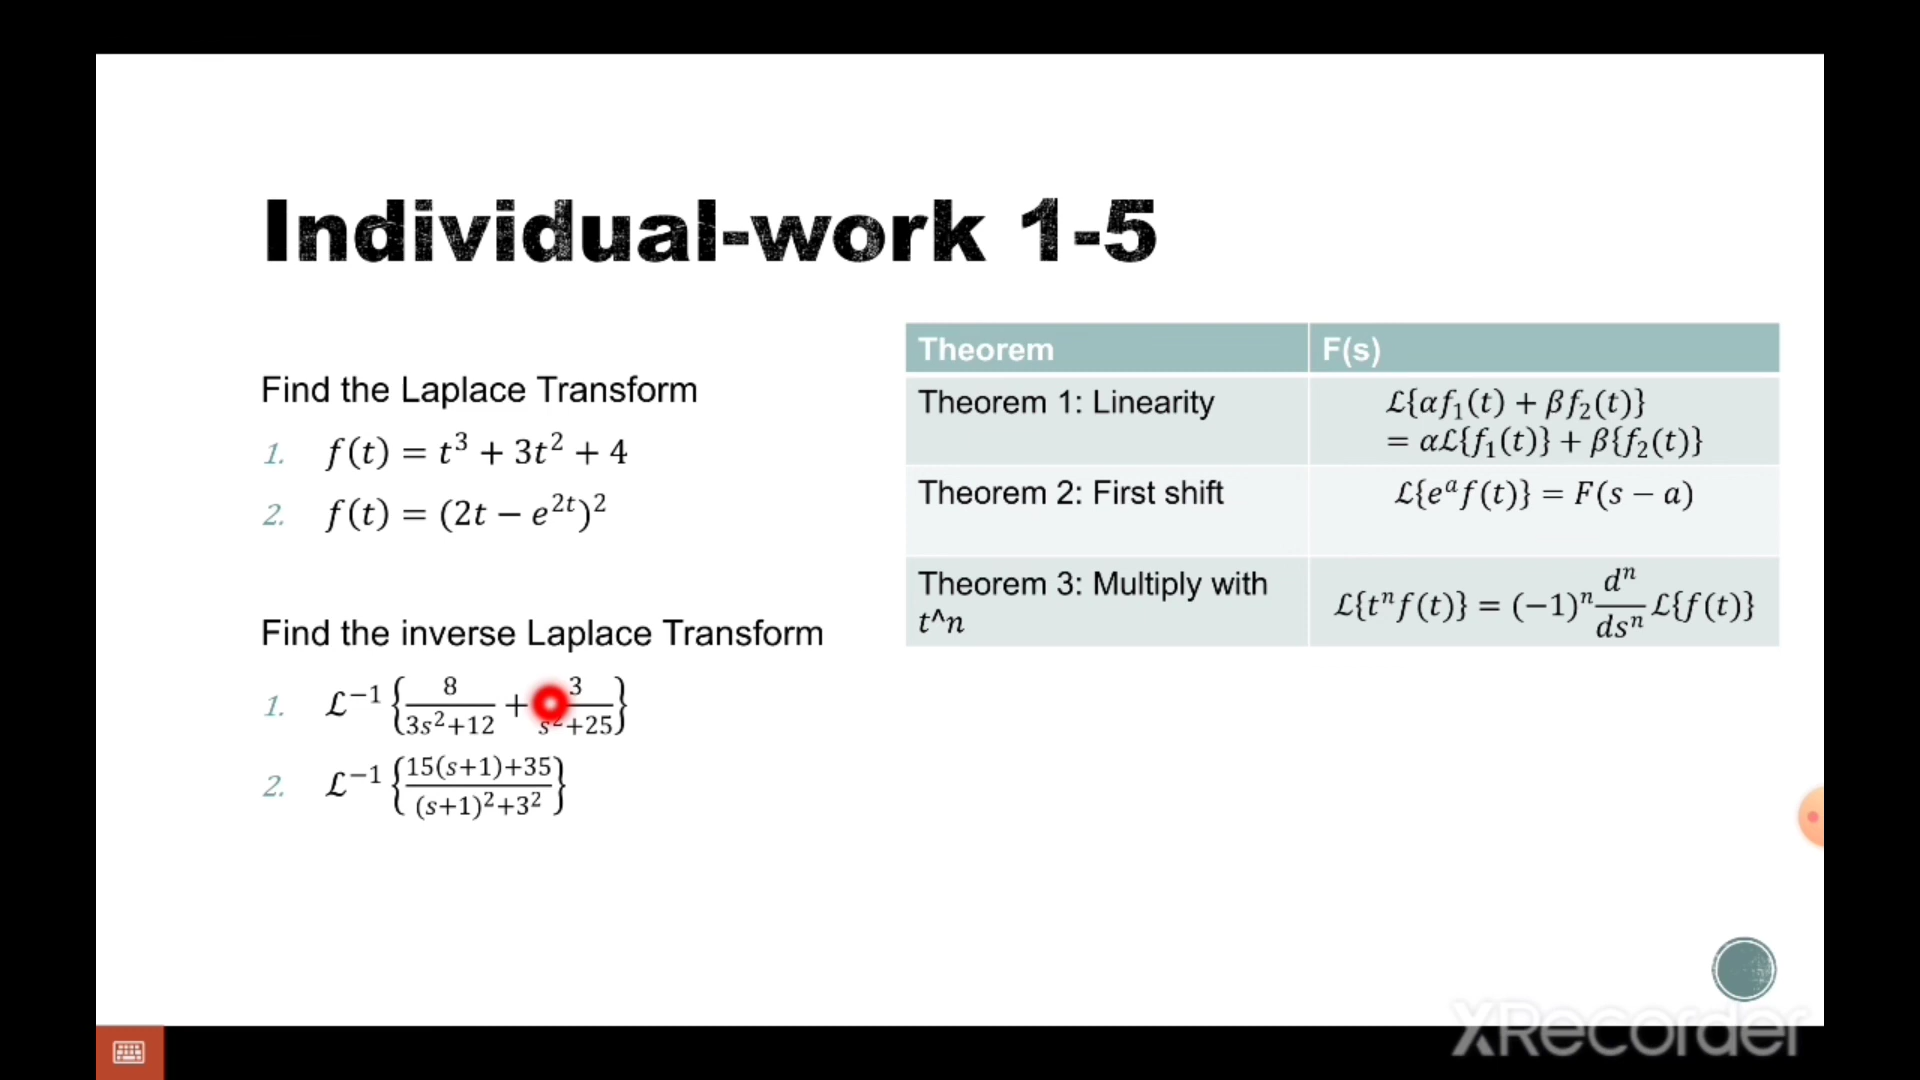 Individual-work 1-5
Find the Laplace Transform
1. f(t) = t³ + 3t² + 4
2. f(t) = (2t − e²ᵗ)²
Find the inverse Laplace Transform
1. ℒ⁻¹{8/(3s²+12) + 3/(s²+25)}
2. ℒ⁻¹{(15(s+1)+35)/((s+1)²+3²)}
Theorem F(s)
Theorem 1: Linearity ℒ{αf₁(t) + βf₂(t)}
= αℒ{f₁(t)} + β{f₂(t)}
Theorem 2: First shift ℒ{eᵃf(t)} = F(s − a)
Theorem 3: Multiply with
t^n ℒ{tⁿf(t)} = (−1)ⁿ dⁿ/dsⁿ ℒ{f(t)}
XRecorder